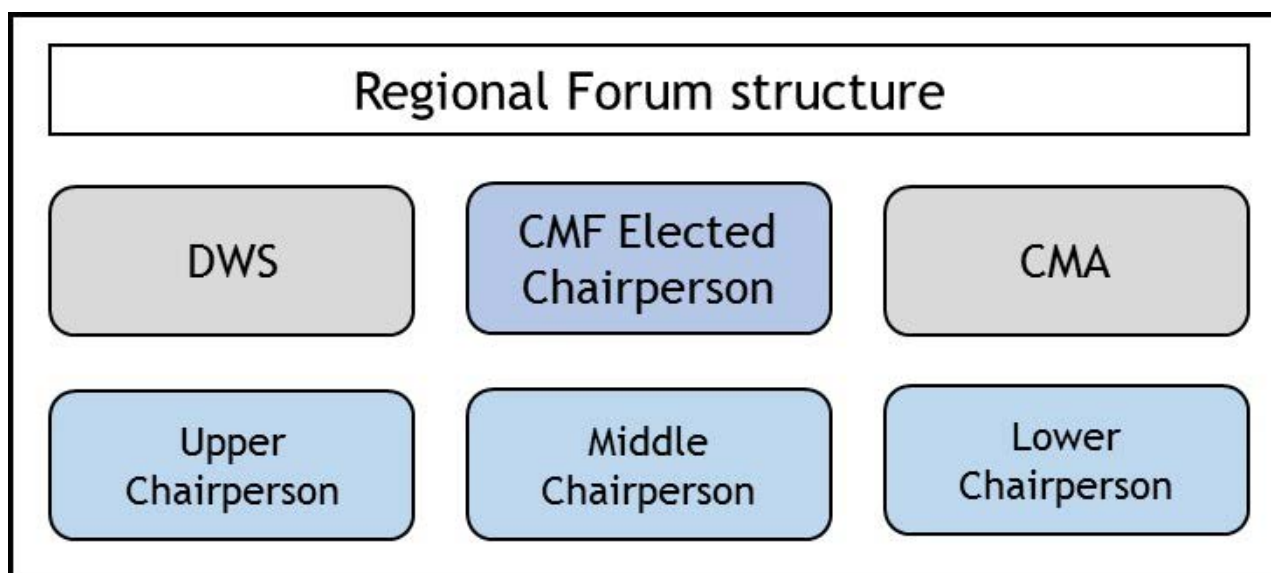 Regional Forum structure
DWS
CMF Elected
Chairperson
CMA
Upper
Chairperson
Middle
Chairperson
Lower
Chairperson